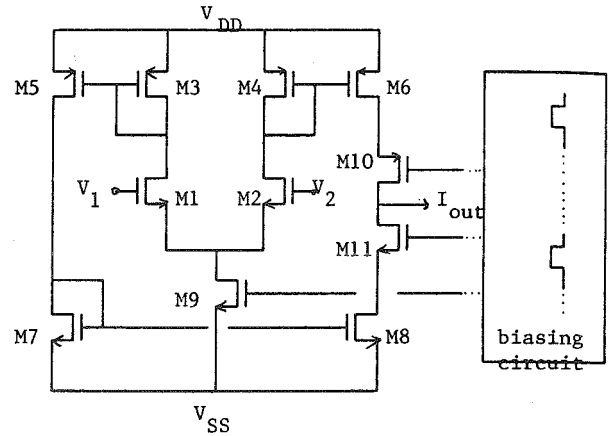 V_DD
M5
M3
M4
M6
M10
V_1
M1
M2
V_2
I_out
M11
M9
M7
M8
biasing
circuit
V_SS